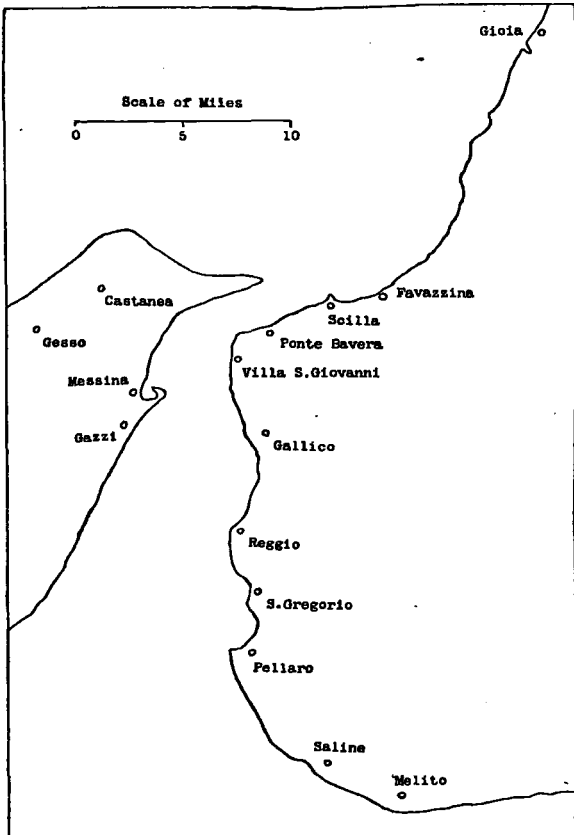 Gioia
Scale of Miles
0 5 10
Castanea
Favazzina
Scilla
Gesso
Ponte Bavera
Villa S.Giovanni
Messina
Gazzi
Gallico
Reggio
S.Gregorio
Pellaro
Saline
Melito